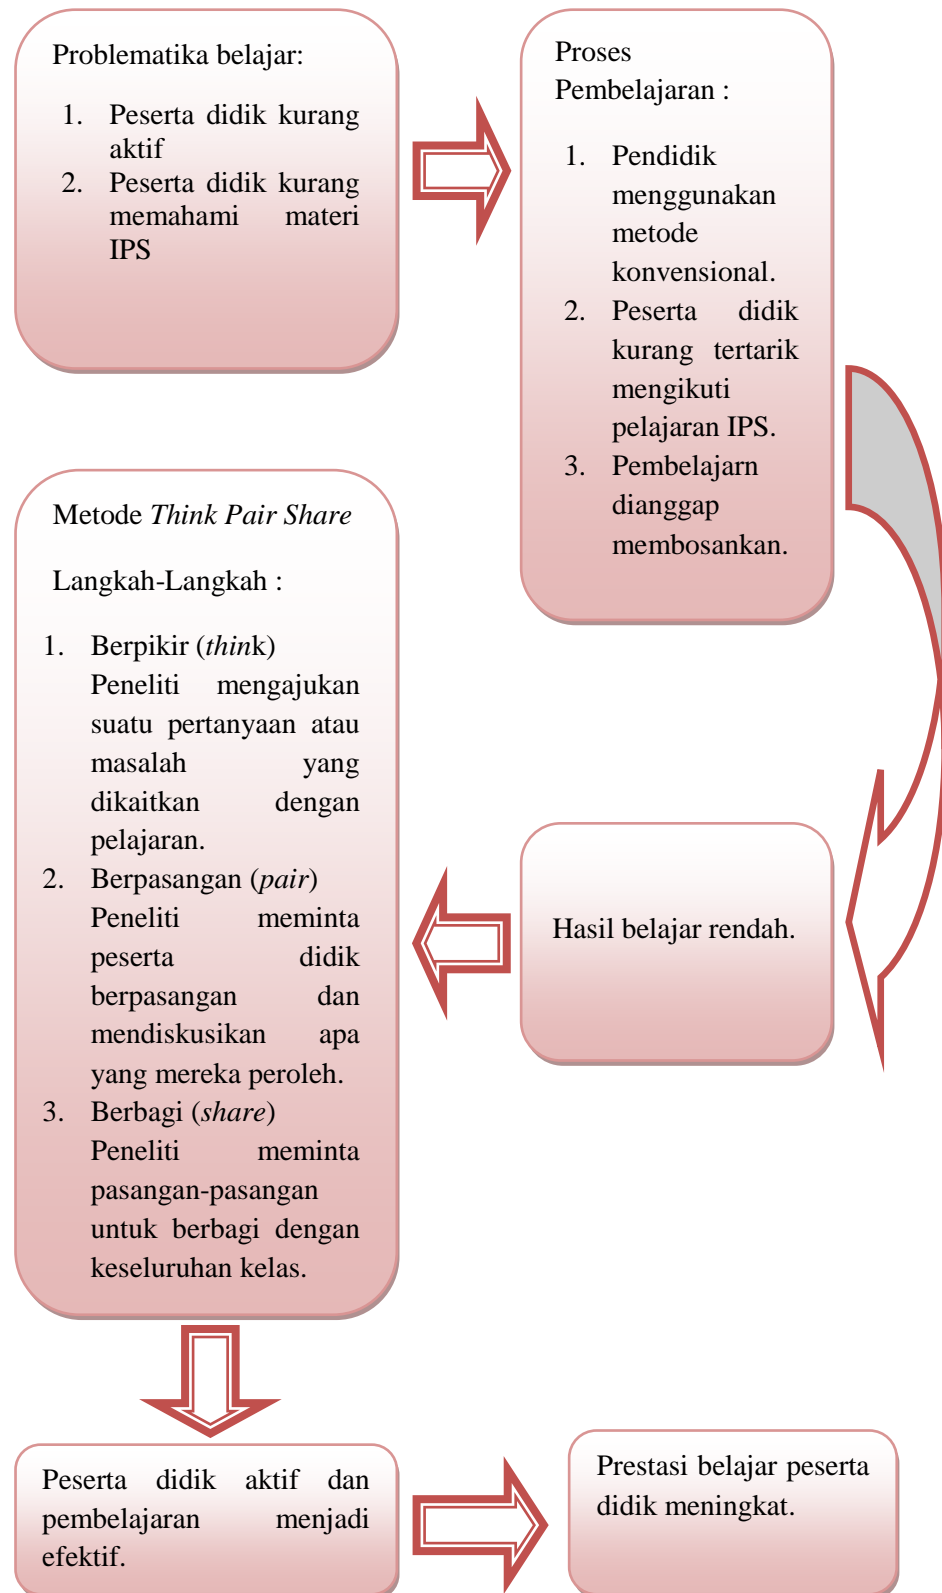 Problematika belajar:
1. Peserta didik kurang
aktif
2. Peserta didik kurang
memahami materi
IPS
Proses
Pembelajaran :
1. Pendidik
menggunakan
metode
konvensional.
2. Peserta didik
kurang tertarik
mengikuti
pelajaran IPS.
3. Pembelajarn
dianggap
membosankan.
Hasil belajar rendah.
Metode Think Pair Share
Langkah-Langkah :
1. Berpikir (think)
Peneliti mengajukan
suatu pertanyaan atau
masalah yang
dikaitkan dengan
pelajaran.
2. Berpasangan (pair)
Peneliti meminta
peserta didik
berpasangan dan
mendiskusikan apa
yang mereka peroleh.
3. Berbagi (share)
Peneliti meminta
pasangan-pasangan
untuk berbagi dengan
keseluruhan kelas.
Peserta didik aktif dan
pembelajaran menjadi
efektif.
Prestasi belajar peserta
didik meningkat.